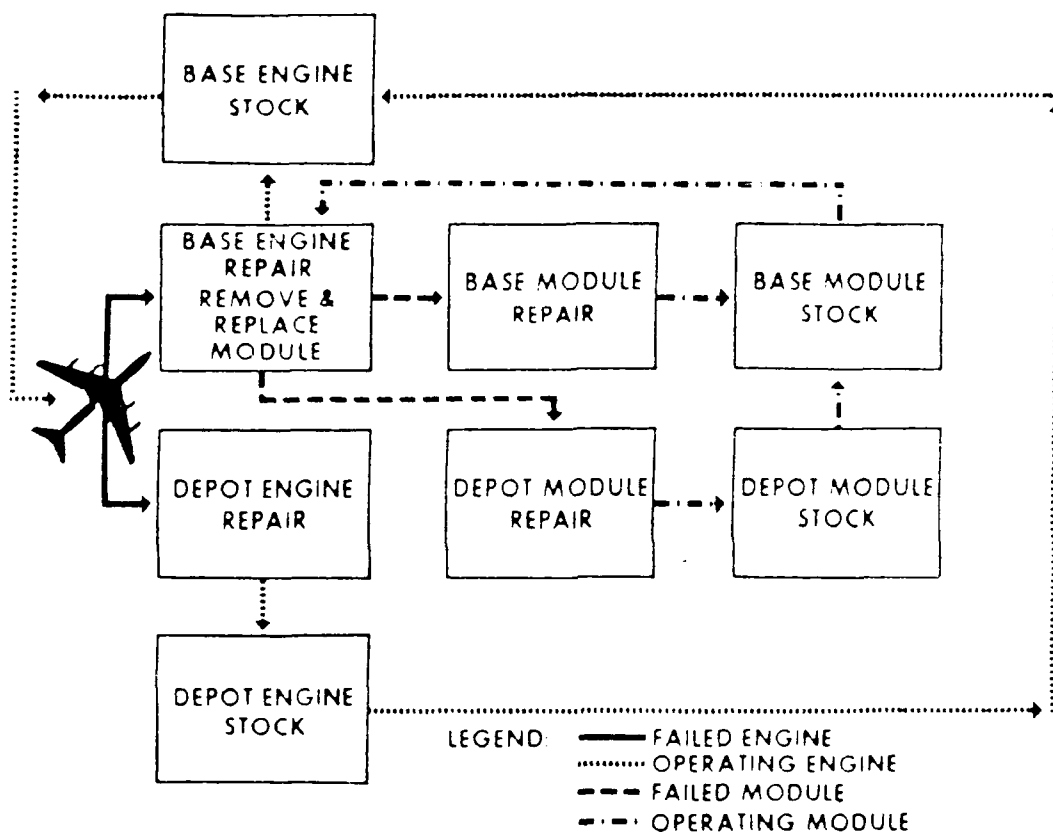 BASE ENGINE
STOCK
BASE ENGINE
REPAIR
REMOVE &
REPLACE
MODULE
BASE MODULE
REPAIR
BASE MODULE
STOCK
DEPOT ENGINE
REPAIR
DEPOT MODULE
REPAIR
DEPOT MODULE
STOCK
DEPOT ENGINE
STOCK
LEGEND:
FAILED ENGINE
OPERATING ENGINE
FAILED MODULE
OPERATING MODULE